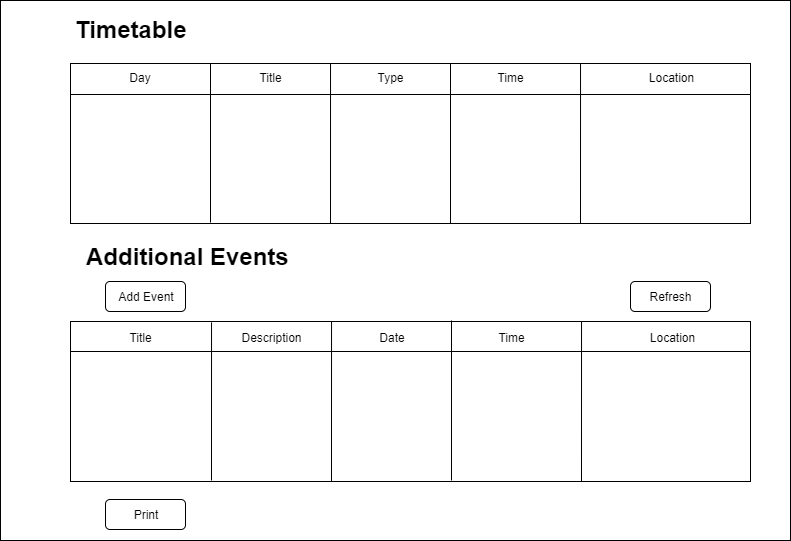 Timetable
Day Title Type Time Location
Additional Events
Add Event Refresh
Title Description Date Time Location
Print